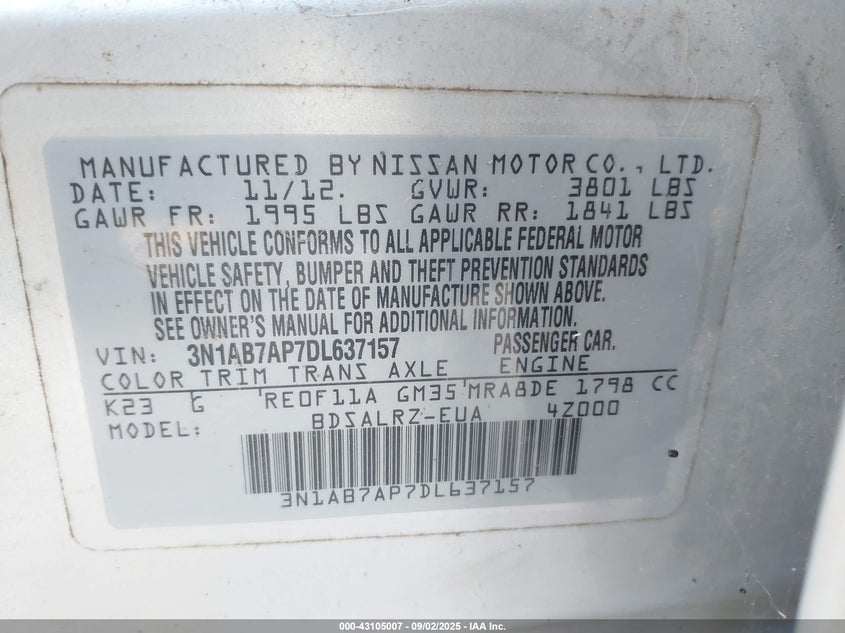 MANUFACTURED BY NISSAN MOTOR CO., LTD.
DATE: 11/12. GVWR: 3801 LBS
GAWR FR: 1995 LBS GAWR RR: 1841 LBS
THIS VEHICLE CONFORMS TO ALL APPLICABLE FEDERAL MOTOR
VEHICLE SAFETY, BUMPER AND THEFT PREVENTION STANDARDS
IN EFFECT ON THE DATE OF MANUFACTURE SHOWN ABOVE.
SEE OWNER'S MANUAL FOR ADDITIONAL INFORMATION.
VIN: 3N1AB7AP7DL637157 PASSENGER CAR.
COLOR TRIM TRANS AXLE ENGINE
K23 G RE0F11A GM35 MRA8DE 1798 CC
MODEL: BDSALRZ-EUA 4Z000
3N1AB7AP7DL637157
000-43105007 - 09/02/2025 - IAA Inc.